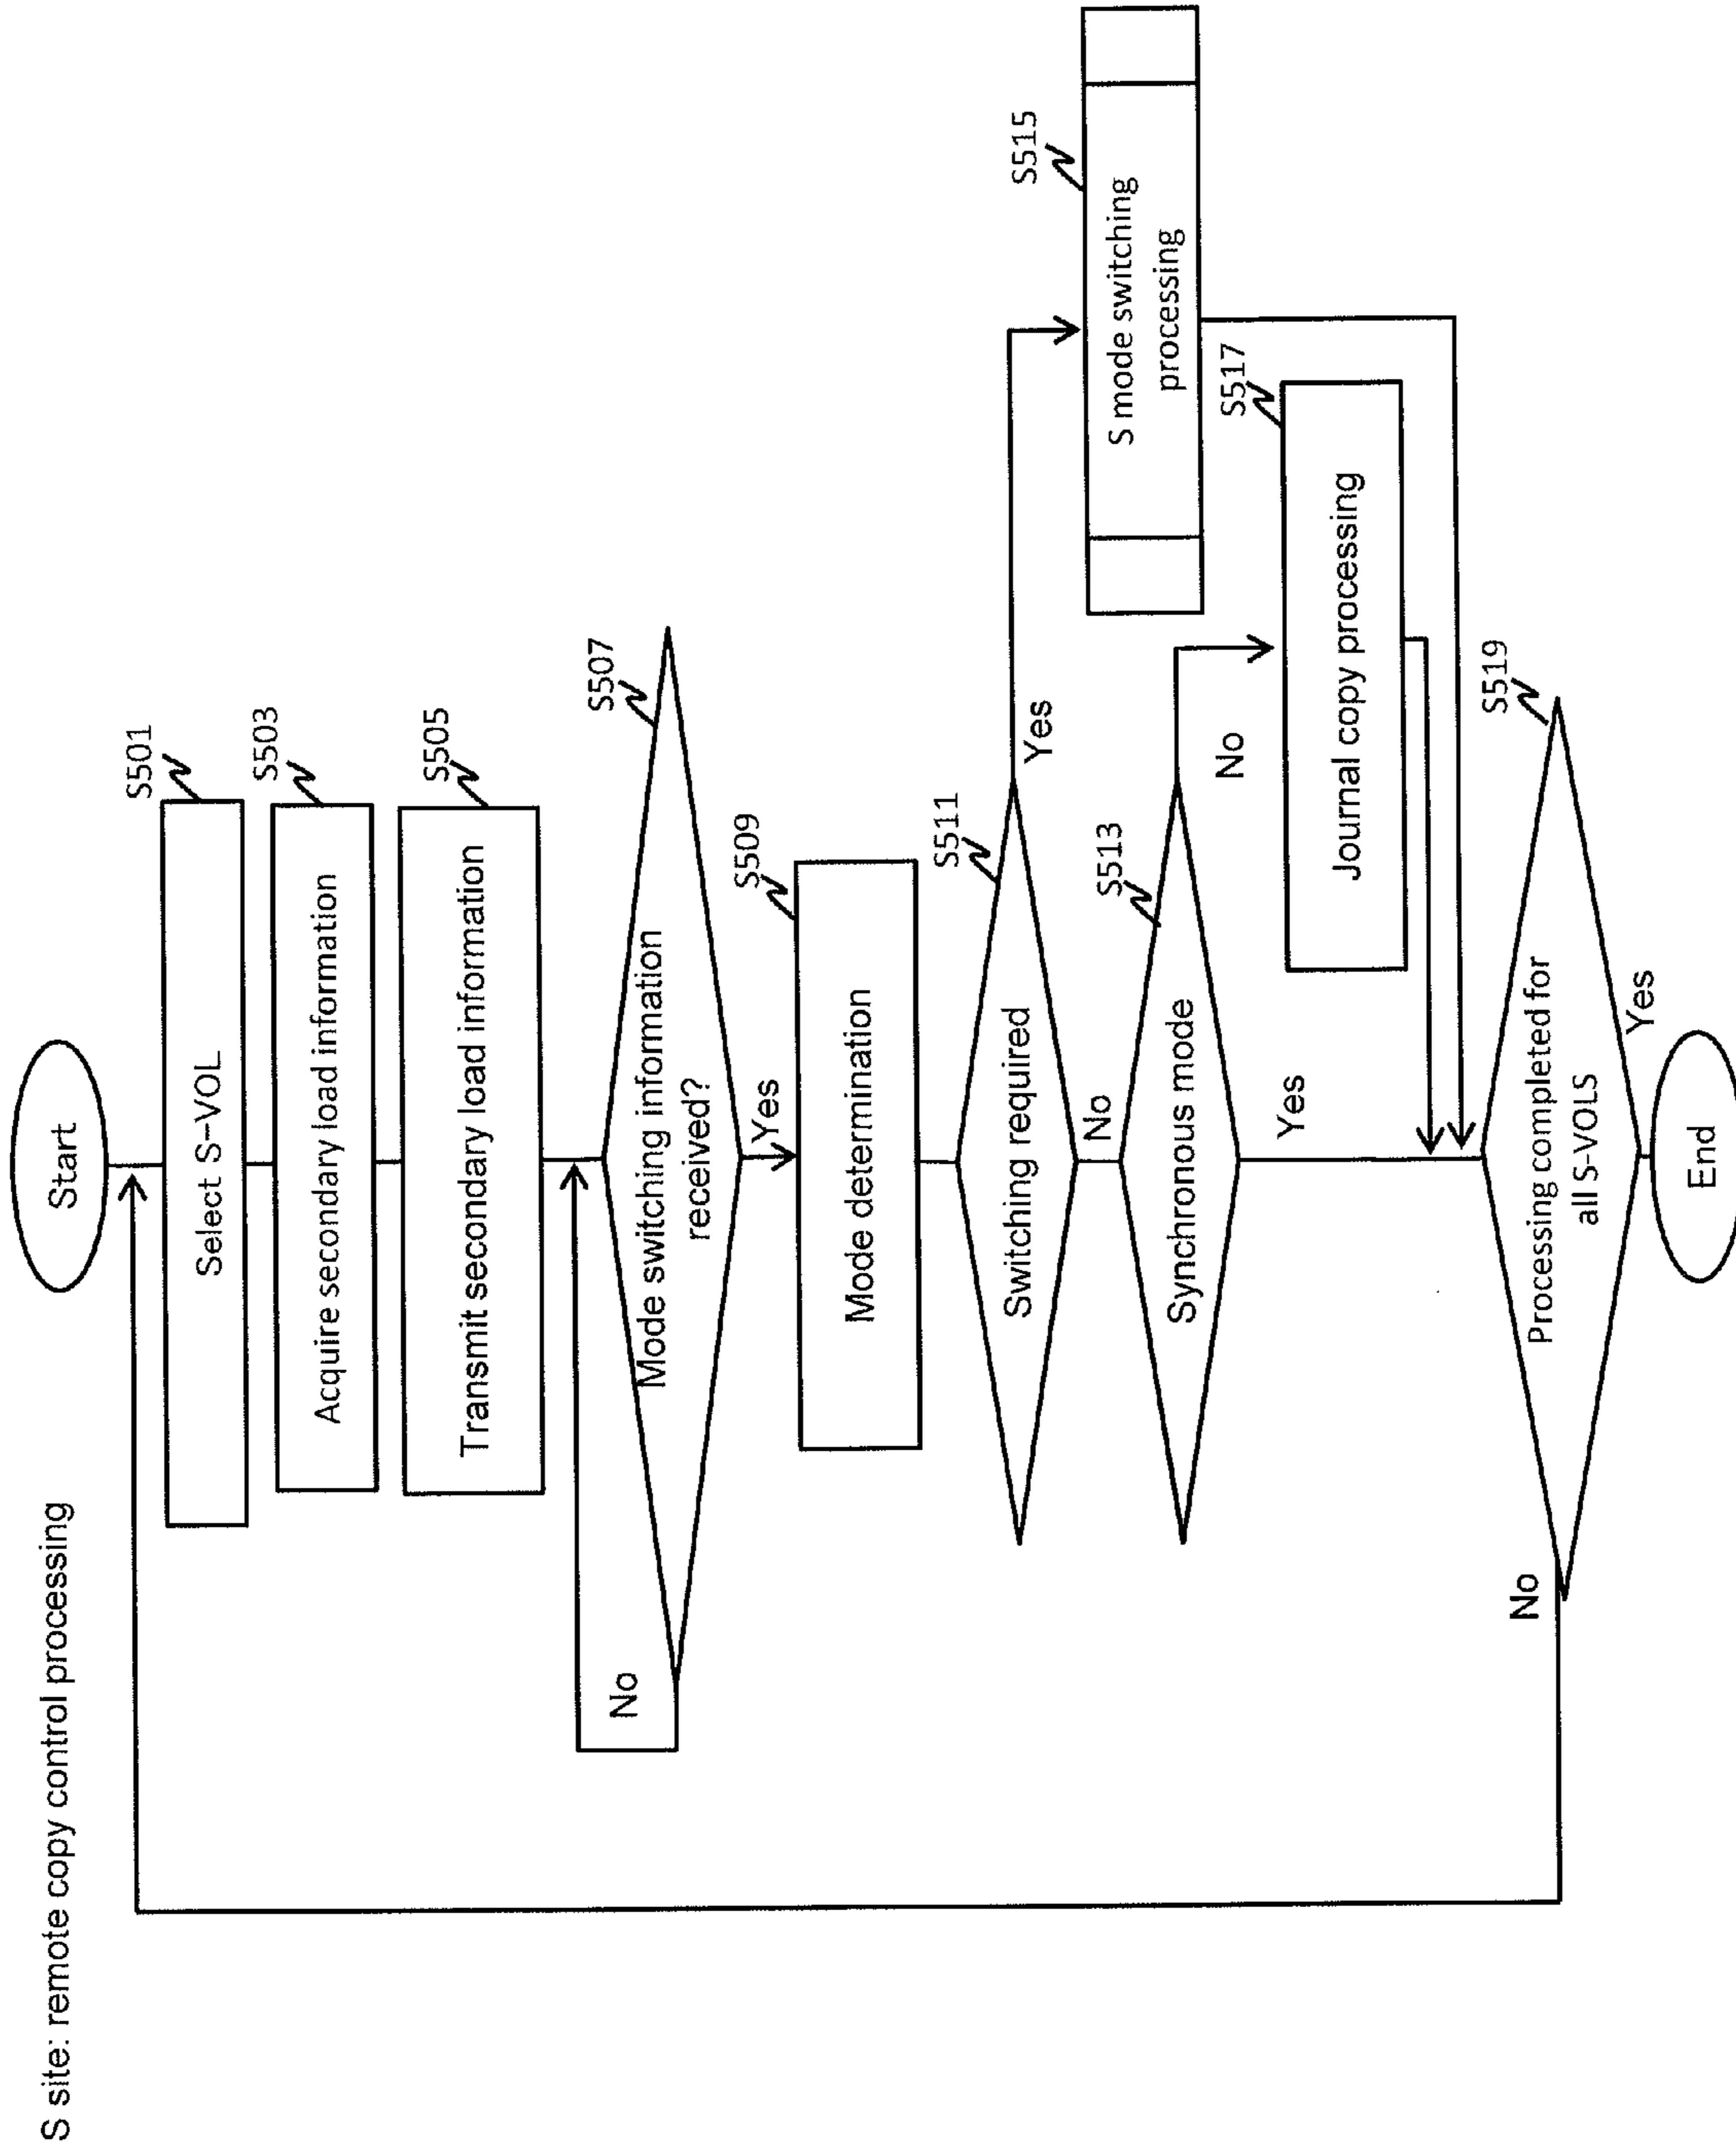 S site: remote copy control processing
Start
S501
Select S-VOL
S503
Acquire secondary load information
S505
Transmit secondary load information
S507
Mode switching information
received?
No
Yes
S509
Mode determination
S511
Switching required
Yes
No
S513
Synchronous mode
No
Yes
S515
S mode switching
processing
S517
Journal copy processing
S519
Processing completed for
all S-VOLS
No
Yes
End